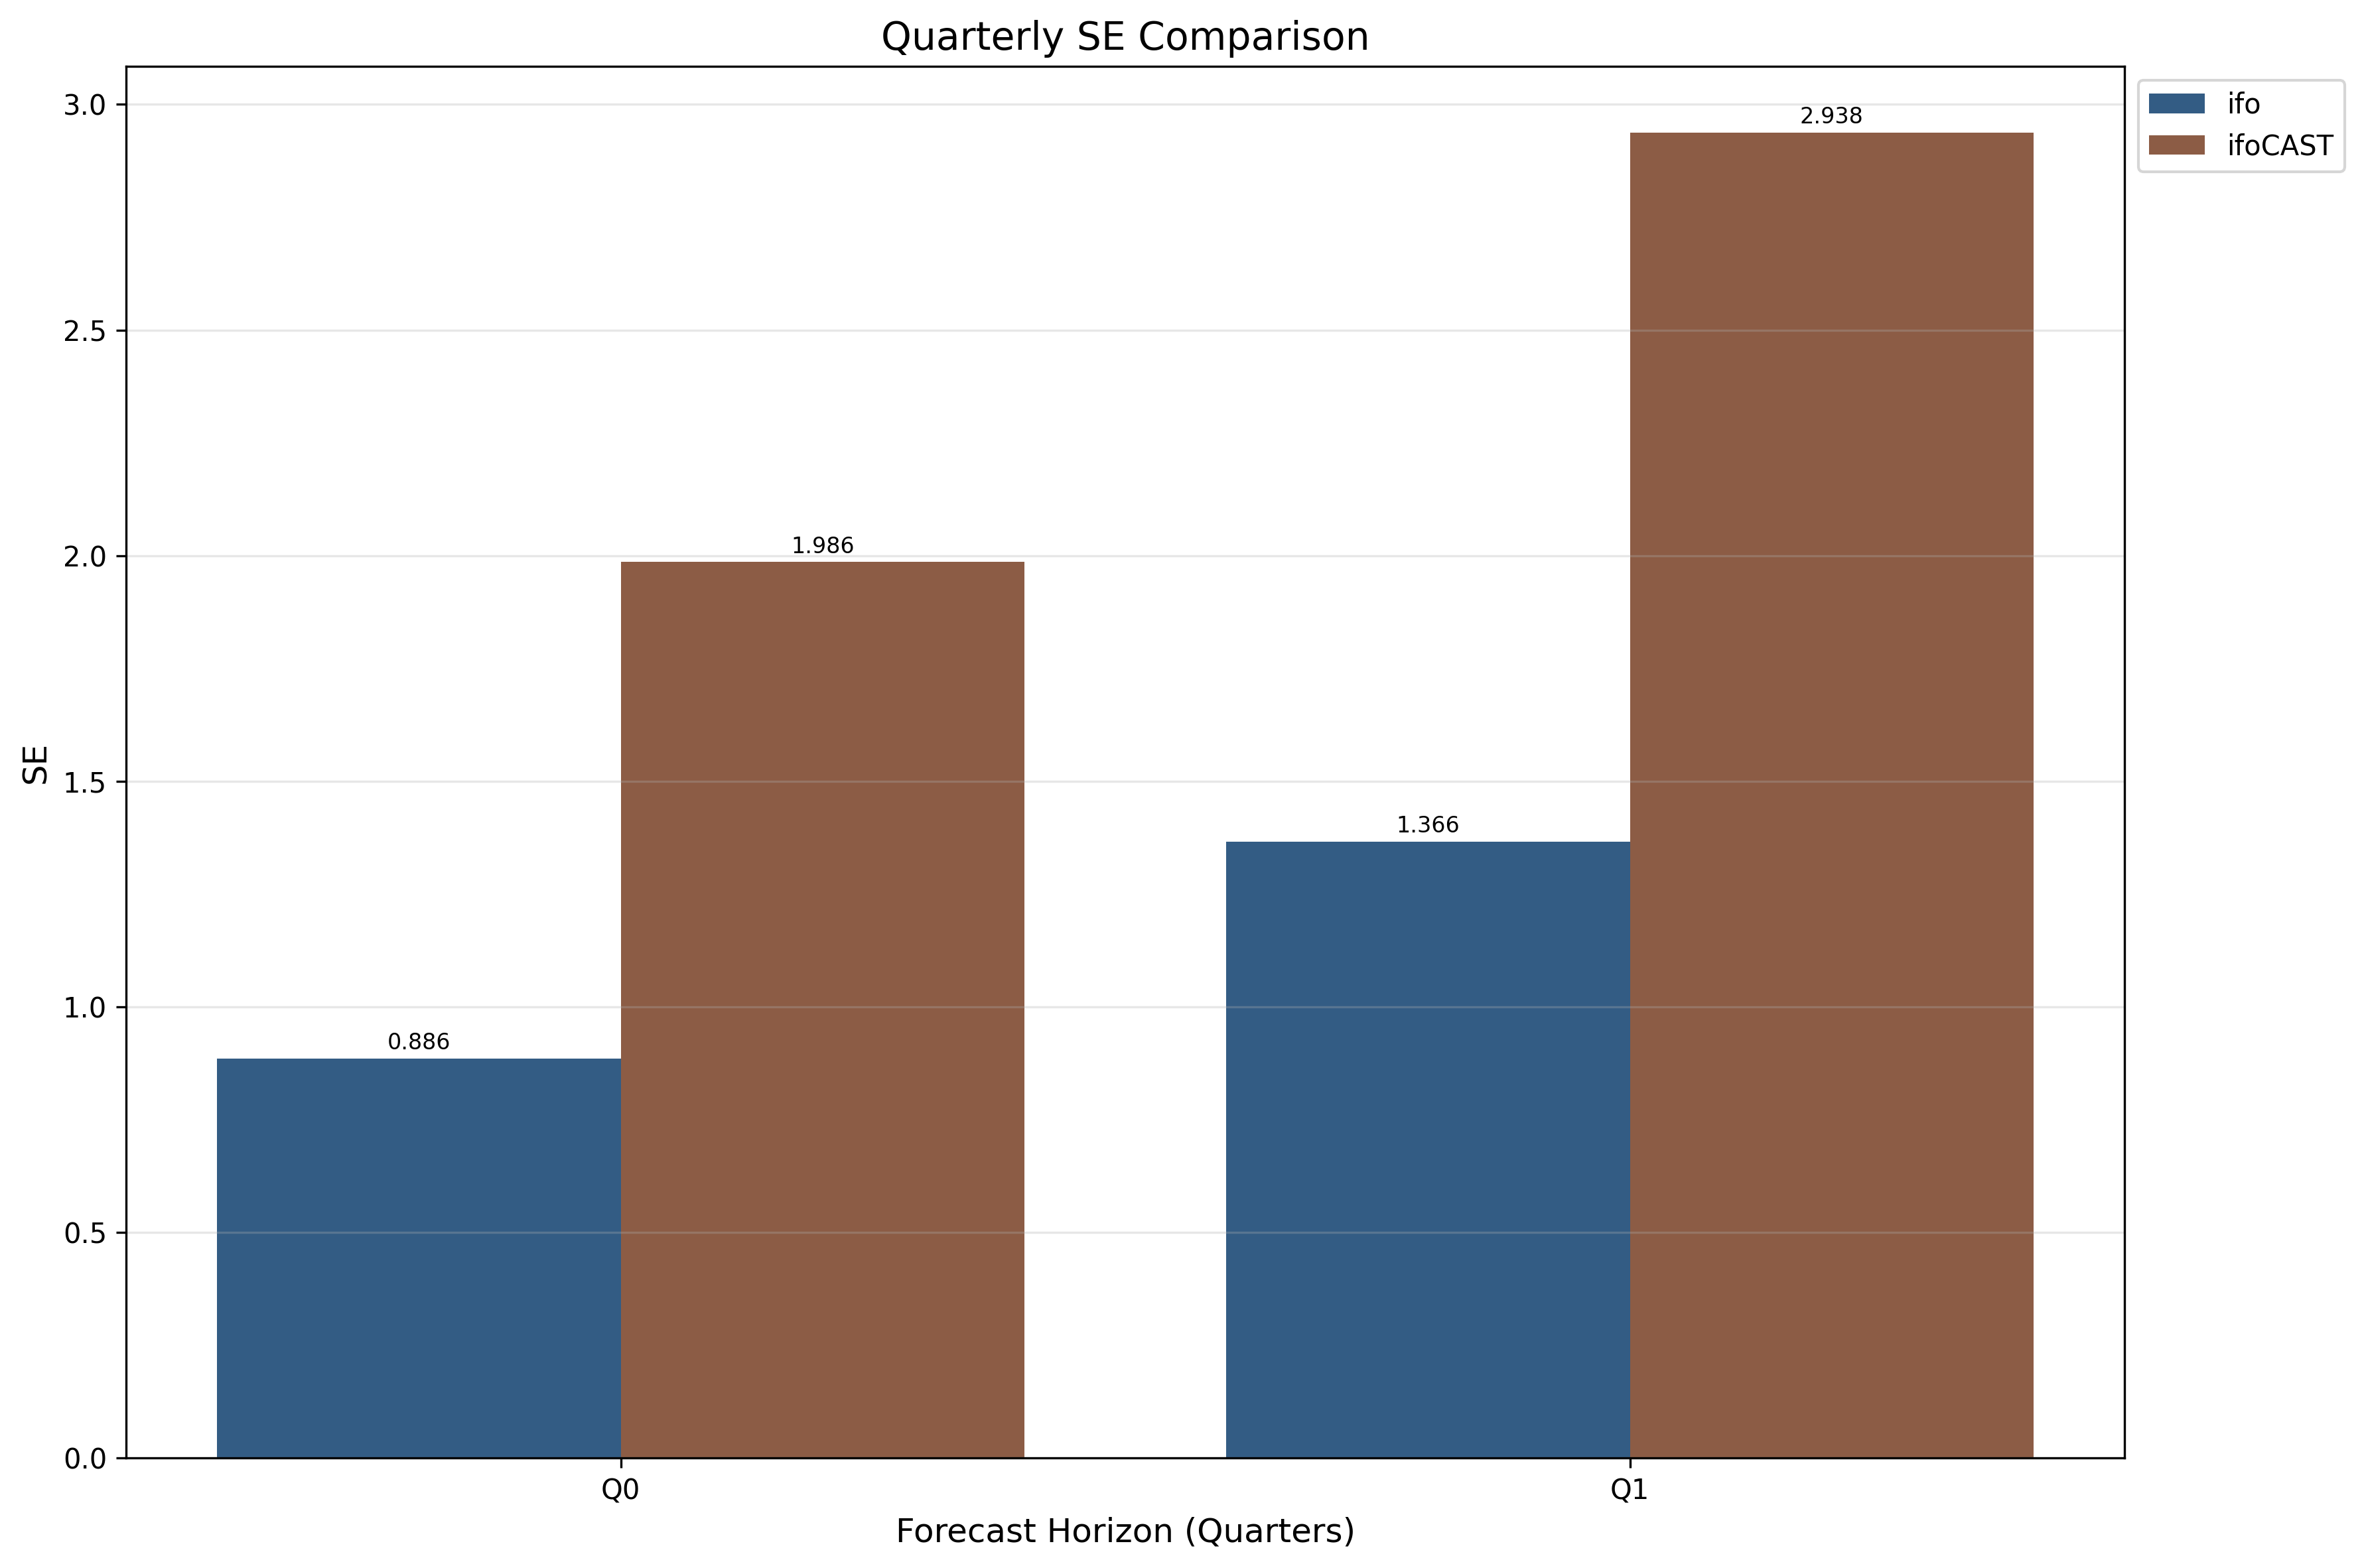 Quarterly SE Comparison
3.0
2.5
2.0
1.5
1.0
0.5
0.0
SE
0.886
1.986
1.366
2.938
Q0
Q1
Forecast Horizon (Quarters)
ifo
ifoCAST